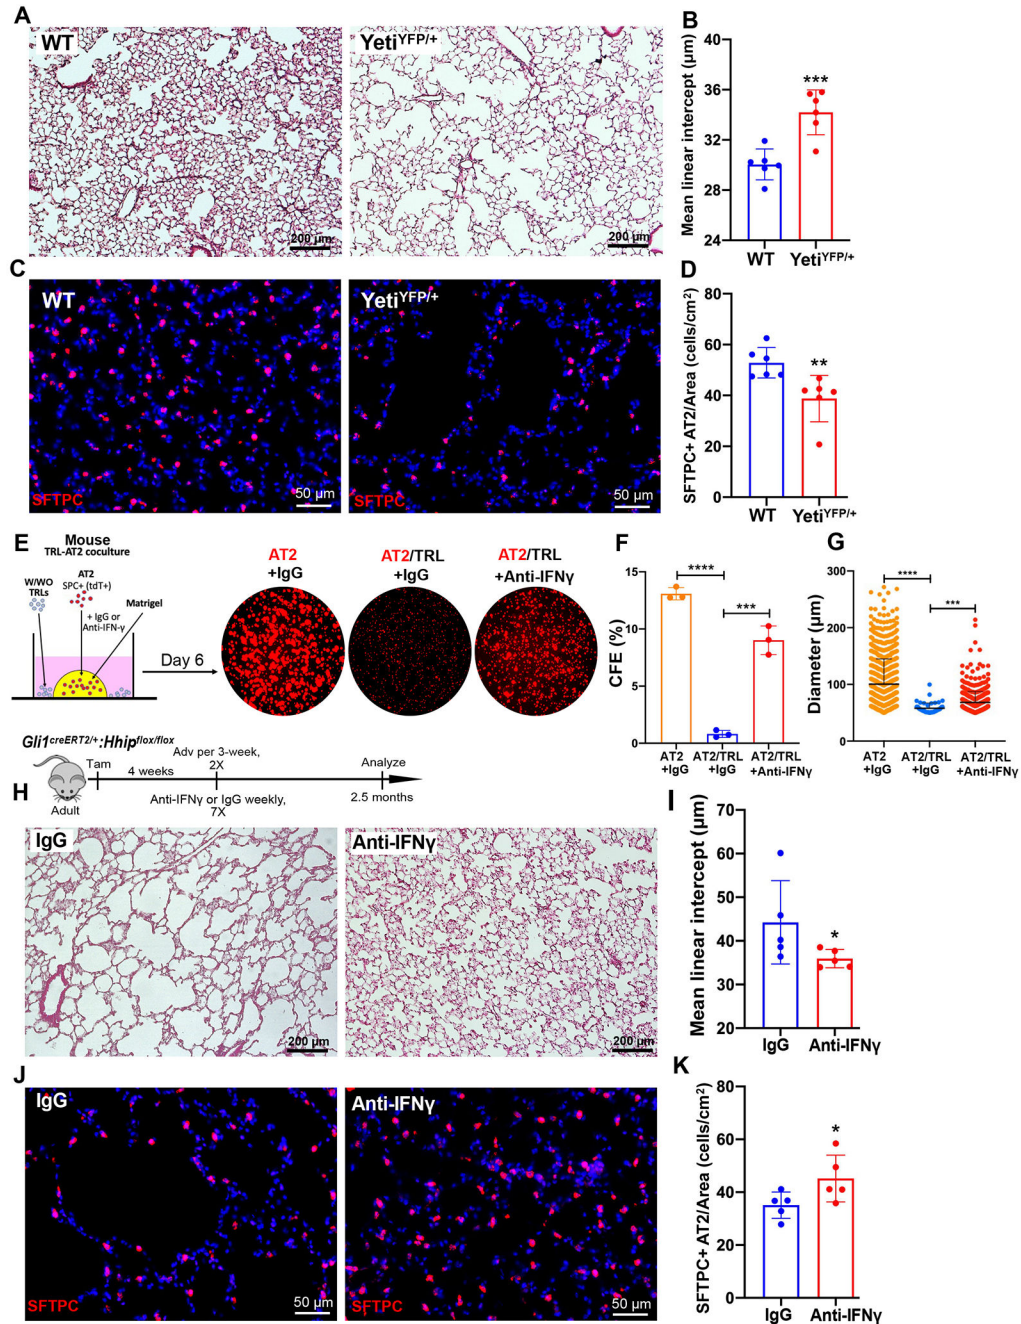 A
WT
Yeti^YFP/+
200 µm
200 µm
B
Mean linear intercept (µm)
40
36
32
28
24
***
WT
Yeti^YFP/+
C
WT
Yeti^YFP/+
SFTPC
50 µm
SFTPC
50 µm
D
SFTPC+ AT2/Area (cells/cm²)
80
60
40
20
0
**
WT
Yeti^YFP/+
E
Mouse
TRL-AT2 coculture
W/WO
TRLs
AT2
SPC+ (tdT+)
+ IgG or
Anti-IFN-γ
Matrigel
Day 6
AT2
+IgG
AT2/TRL
+IgG
AT2/TRL
+Anti-IFNγ
F
CFE (%)
15
10
5
0
****
***
AT2
+IgG
AT2/TRL
+IgG
AT2/TRL
+Anti-IFNγ
G
Diameter (µm)
300
200
100
0
****
***
AT2
+IgG
AT2/TRL
+IgG
AT2/TRL
+Anti-IFNγ
Gli1^creERT2/+:Hhip^flox/flox
Tam
Adv per 3-week,
2X
Analyze
4 weeks
Adult
Anti-IFNγ or IgG weekly,
7X
2.5 months
H
IgG
Anti-IFNγ
200 µm
200 µm
I
Mean linear intercept (µm)
70
60
50
40
30
20
*
IgG
Anti-IFNγ
J
IgG
Anti-IFNγ
SFTPC
50 µm
SFTPC
50 µm
K
SFTPC+ AT2/Area (cells/cm²)
80
60
40
20
0
*
IgG
Anti-IFNγ